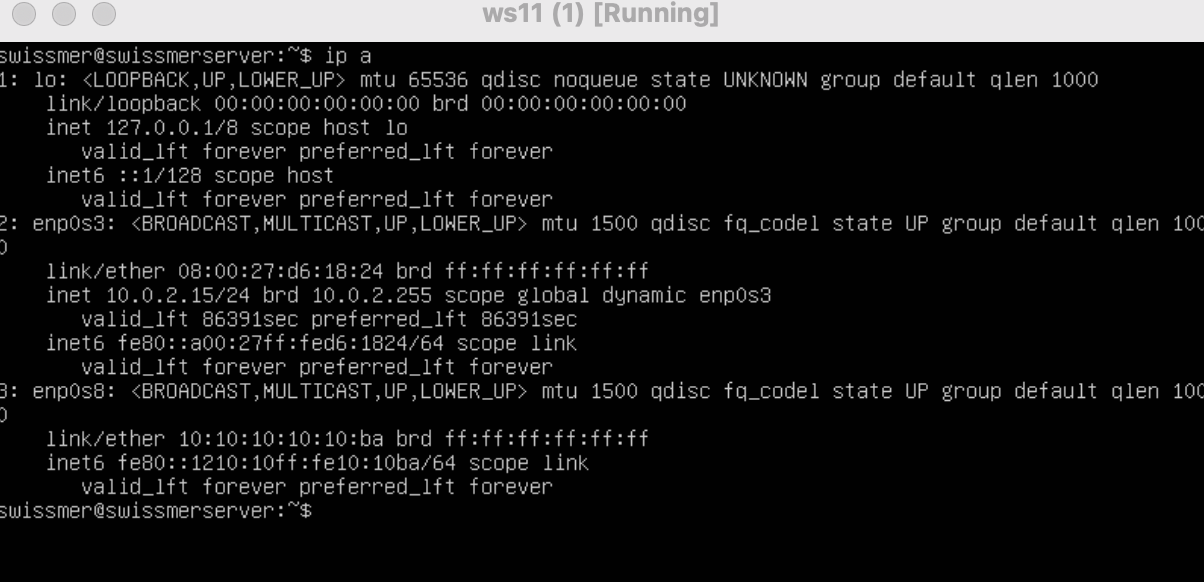 ws11 (1) [Running]
swissmer@swissmerserver:~$ ip a
1: lo: <LOOPBACK,UP,LOWER_UP> mtu 65536 qdisc noqueue state UNKNOWN group default qlen 1000
    link/loopback 00:00:00:00:00:00 brd 00:00:00:00:00:00
    inet 127.0.0.1/8 scope host lo
       valid_lft forever preferred_lft forever
    inet6 ::1/128 scope host
       valid_lft forever preferred_lft forever
2: enp0s3: <BROADCAST,MULTICAST,UP,LOWER_UP> mtu 1500 qdisc fq_codel state UP group default qlen 100
0
    link/ether 08:00:27:d6:18:24 brd ff:ff:ff:ff:ff:ff
    inet 10.0.2.15/24 brd 10.0.2.255 scope global dynamic enp0s3
       valid_lft 86391sec preferred_lft 86391sec
    inet6 fe80::a00:27ff:fed6:1824/64 scope link
       valid_lft forever preferred_lft forever
3: enp0s8: <BROADCAST,MULTICAST,UP,LOWER_UP> mtu 1500 qdisc fq_codel state UP group default qlen 100
0
    link/ether 10:10:10:10:10:ba brd ff:ff:ff:ff:ff:ff
    inet6 fe80::1210:10ff:fe10:10ba/64 scope link
       valid_lft forever preferred_lft forever
swissmer@swissmerserver:~$